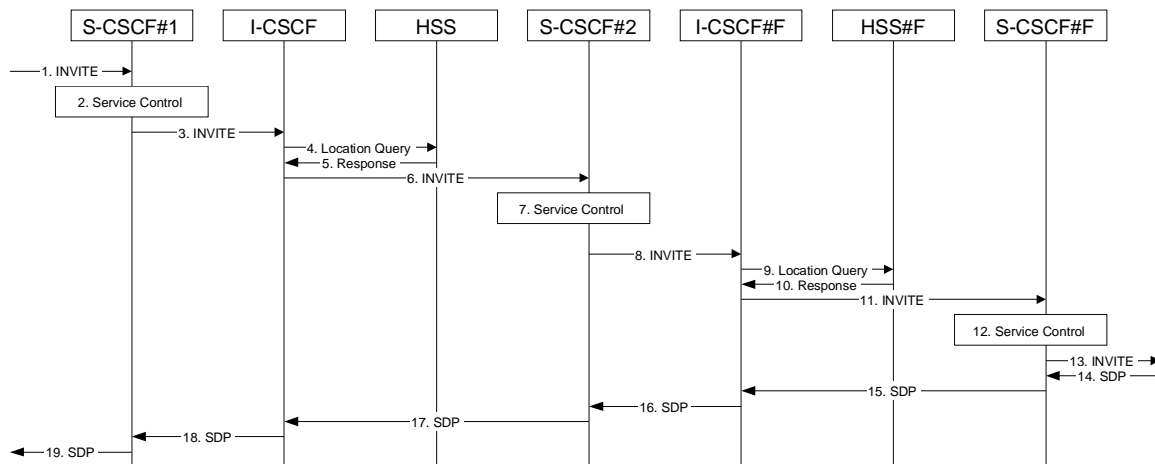 S-CSCF#1
I-CSCF
HSS
S-CSCF#2
I-CSCF#F
HSS#F
S-CSCF#F
1. INVITE
2. Service Control
3. INVITE
4. Location Query
5. Response
6. INVITE
7. Service Control
8. INVITE
9. Location Query
10. Response
11. INVITE
12. Service Control
13. INVITE
14. SDP
15. SDP
16. SDP
17. SDP
18. SDP
19. SDP